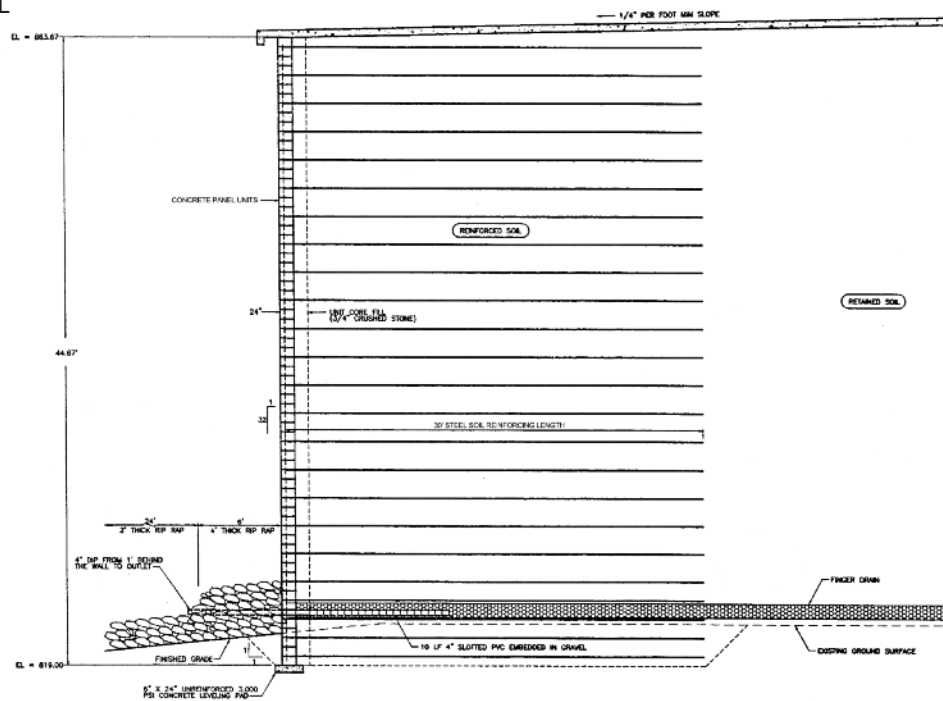 1/4" PER FOOT MIN SLOPE
EL = 863.67
CONCRETE PANEL UNITS
REINFORCED SOIL
RETAINED SOIL
24"
UNIT CORE FILL
(3/4" CRUSHED STONE)
44.67'
1
32
30' STEEL SOIL REINFORCING LENGTH
24'
2' THICK RIP RAP
6'
4' THICK RIP RAP
4" DIP FROM 1' BEHIND
THE WALL TO OUTLET
FINGER DRAIN
10 LF 4" SLOTTED PVC EMBEDDED IN GRAVEL
EXISTING GROUND SURFACE
FINISHED GRADE
1
1
EL = 819.00
6" X 24" UNREINFORCED 3,000
PSI CONCRETE LEVELING PAD